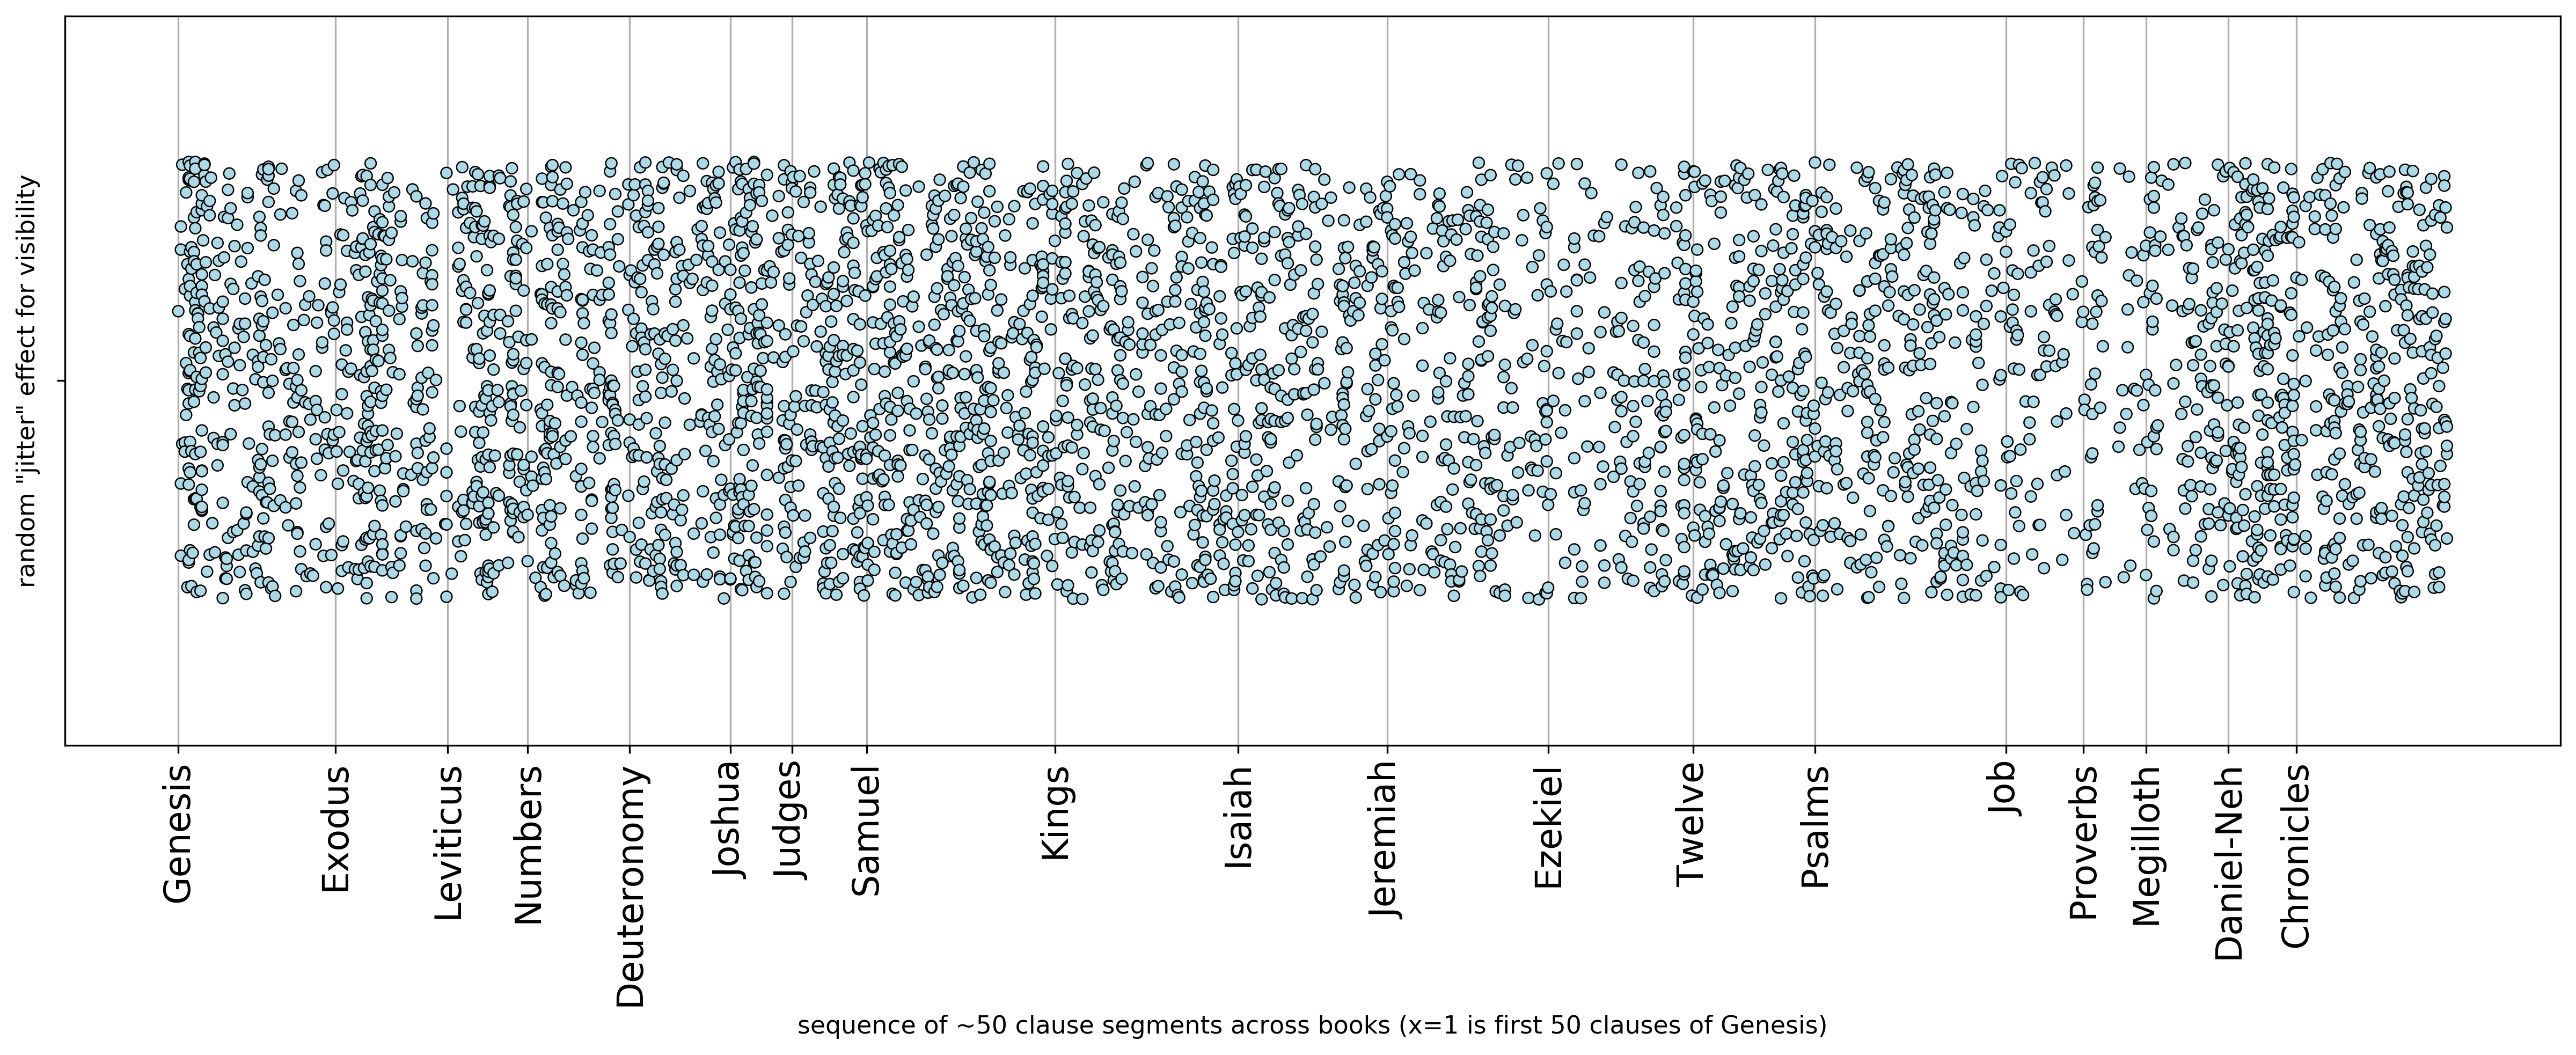 random "jitter" effect for visibility
Genesis
Exodus
Leviticus
Numbers
Deuteronomy
Joshua
Judges
Samuel
Kings
Isaiah
Jeremiah
Ezekiel
Twelve
Psalms
Job
Proverbs
Megilloth
Daniel-Neh
Chronicles
sequence of ~50 clause segments across books (x=1 is first 50 clauses of Genesis)